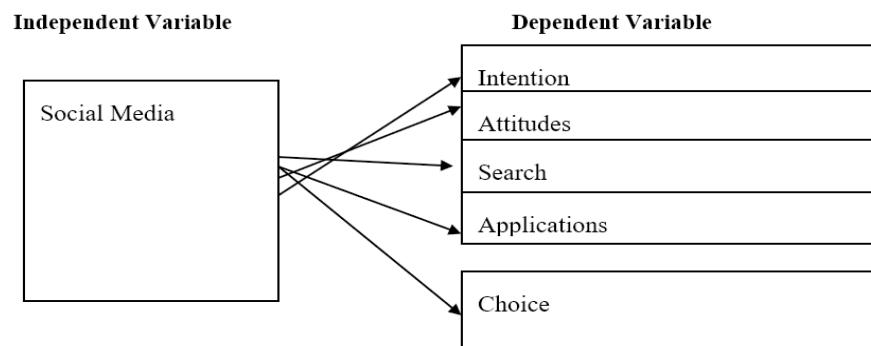 Independent Variable
Dependent Variable
Social Media
Intention
Attitudes
Search
Applications
Choice